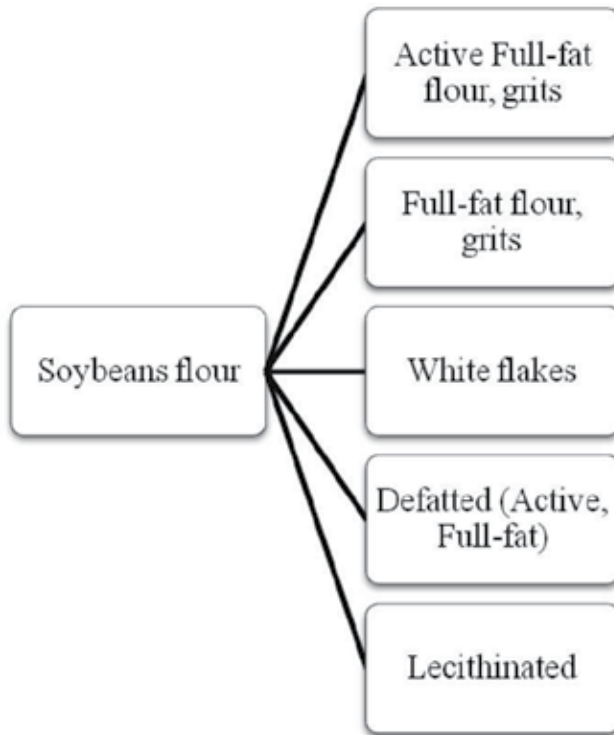 Active Full-fat
flour, grits
Full-fat flour,
grits
Soybeans flour
White flakes
Defatted (Active,
Full-fat)
Lecithinated